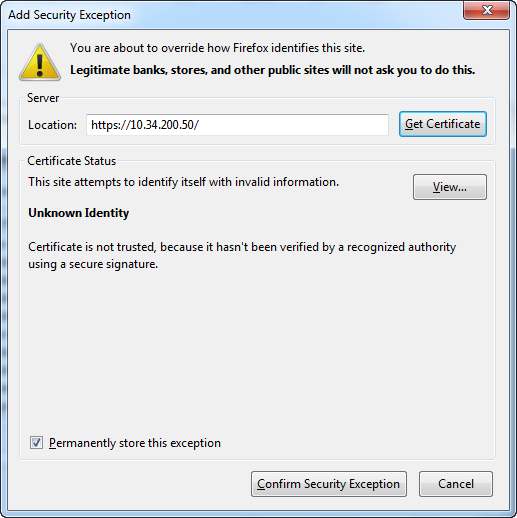 Add Security Exception
You are about to override how Firefox identifies this site.
Legitimate banks, stores, and other public sites will not ask you to do this.
Server
Location: https://10.34.200.50/ Get Certificate
Certificate Status
This site attempts to identify itself with invalid information. View...
Unknown Identity
Certificate is not trusted, because it hasn't been verified by a recognized authority
using a secure signature.
Permanently store this exception
Confirm Security Exception Cancel